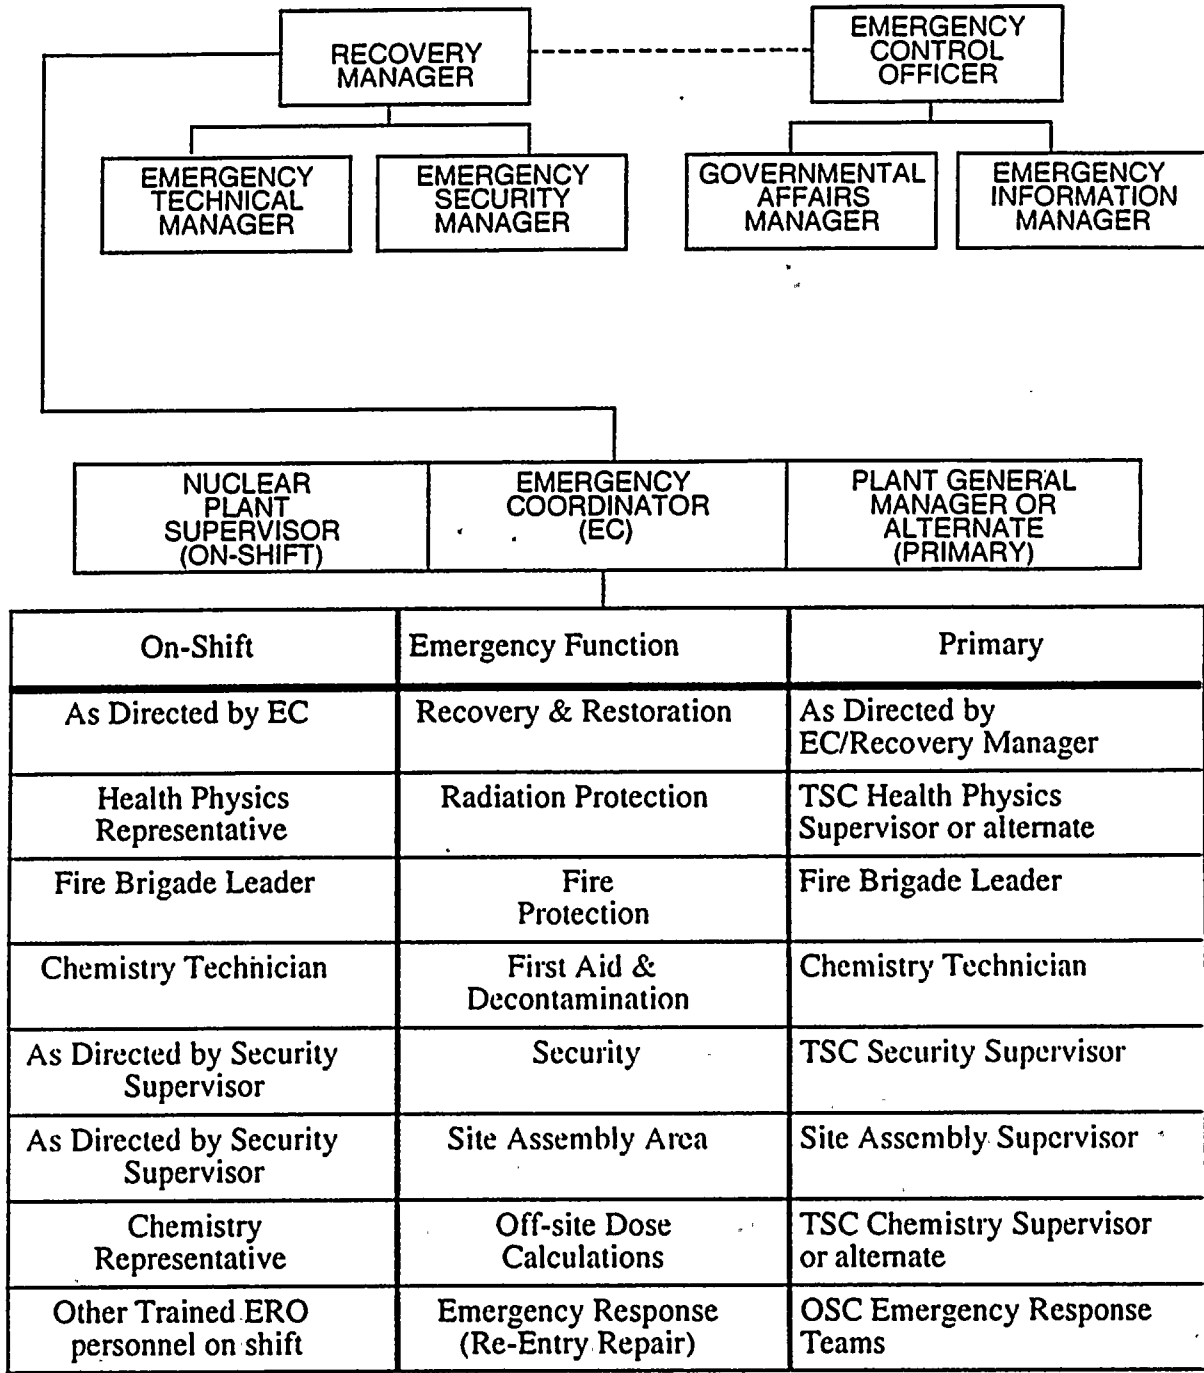 RECOVERY
MANAGER
EMERGENCY
CONTROL
OFFICER
EMERGENCY
TECHNICAL
MANAGER
EMERGENCY
SECURITY
MANAGER
GOVERNMENTAL
AFFAIRS
MANAGER
EMERGENCY
INFORMATION
MANAGER
NUCLEAR
PLANT
SUPERVISOR
(ON-SHIFT)
EMERGENCY
COORDINATOR
(EC)
PLANT GENERAL
MANAGER OR
ALTERNATE
(PRIMARY)
On-Shift
Emergency Function
Primary
As Directed by EC
Recovery & Restoration
As Directed by
EC/Recovery Manager
Health Physics
Representative
Radiation Protection
TSC Health Physics
Supervisor or alternate
Fire Brigade Leader
Fire
Protection
Fire Brigade Leader
Chemistry Technician
First Aid &
Decontamination
Chemistry Technician
As Directed by Security
Supervisor
Security
TSC Security Supervisor
As Directed by Security
Supervisor
Site Assembly Area
Site Assembly Supervisor
Chemistry
Representative
Off-site Dose
Calculations
TSC Chemistry Supervisor
or alternate
Other Trained ERO
personnel on shift
Emergency Response
(Re-Entry Repair)
OSC Emergency Response
Teams